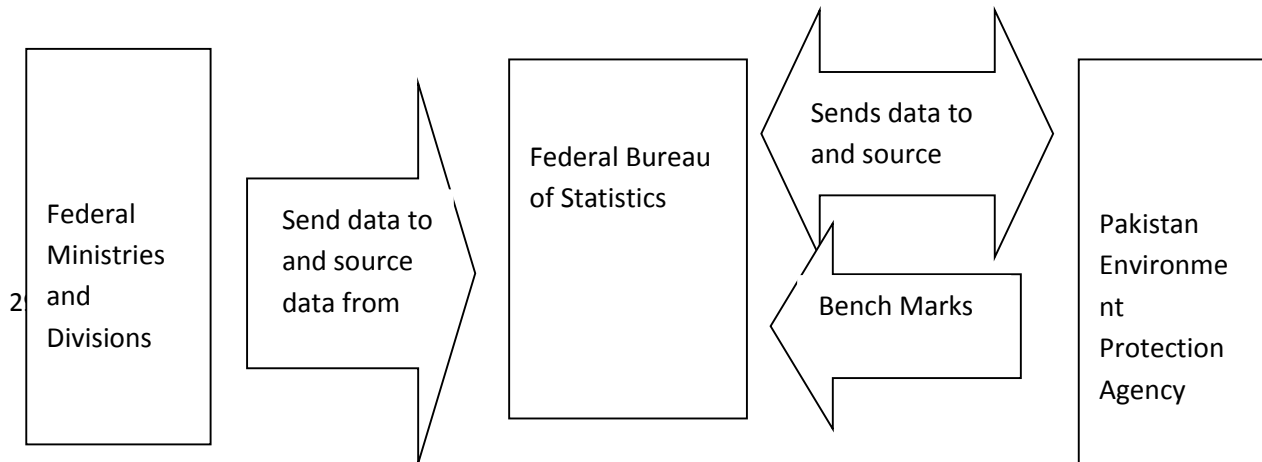 Federal
Ministries
and
Divisions
Send data to
and source
data from
Federal Bureau
of Statistics
Sends data to
and source
Bench Marks
Pakistan
Environme
nt
Protection
Agency